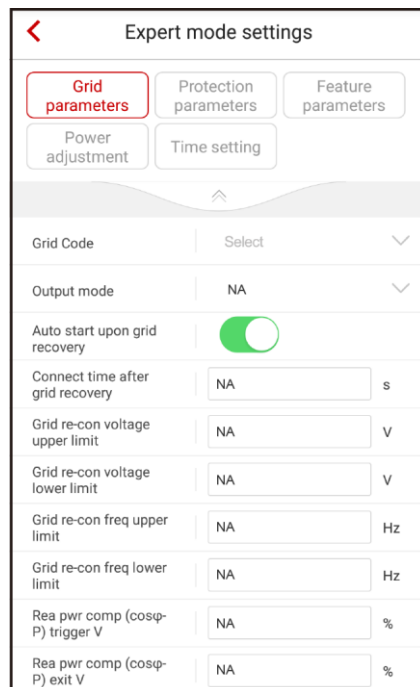 Expert mode settings
Grid
parameters
Protection
parameters
Feature
parameters
Power
adjustment
Time setting
Grid Code
Select
Output mode
NA
Auto start upon grid
recovery
Connect time after
grid recovery
NA
s
Grid re-con voltage
upper limit
NA
V
Grid re-con voltage
lower limit
NA
V
Grid re-con freq upper
limit
NA
Hz
Grid re-con freq lower
limit
NA
Hz
Rea pwr comp (cosφ-
P) trigger V
NA
%
Rea pwr comp (cosφ-
P) exit V
NA
%